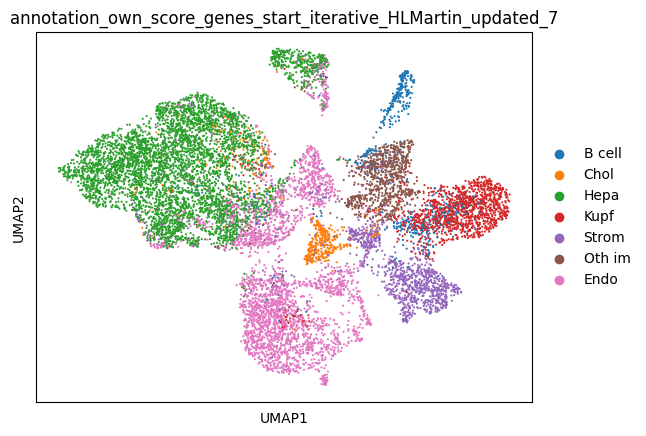 annotation_own_score_genes_start_iterative_HLMartin_updated_7
UMAP2
B cell
Chol
Hepa
Kupf
Strom
Oth im
Endo
UMAP1